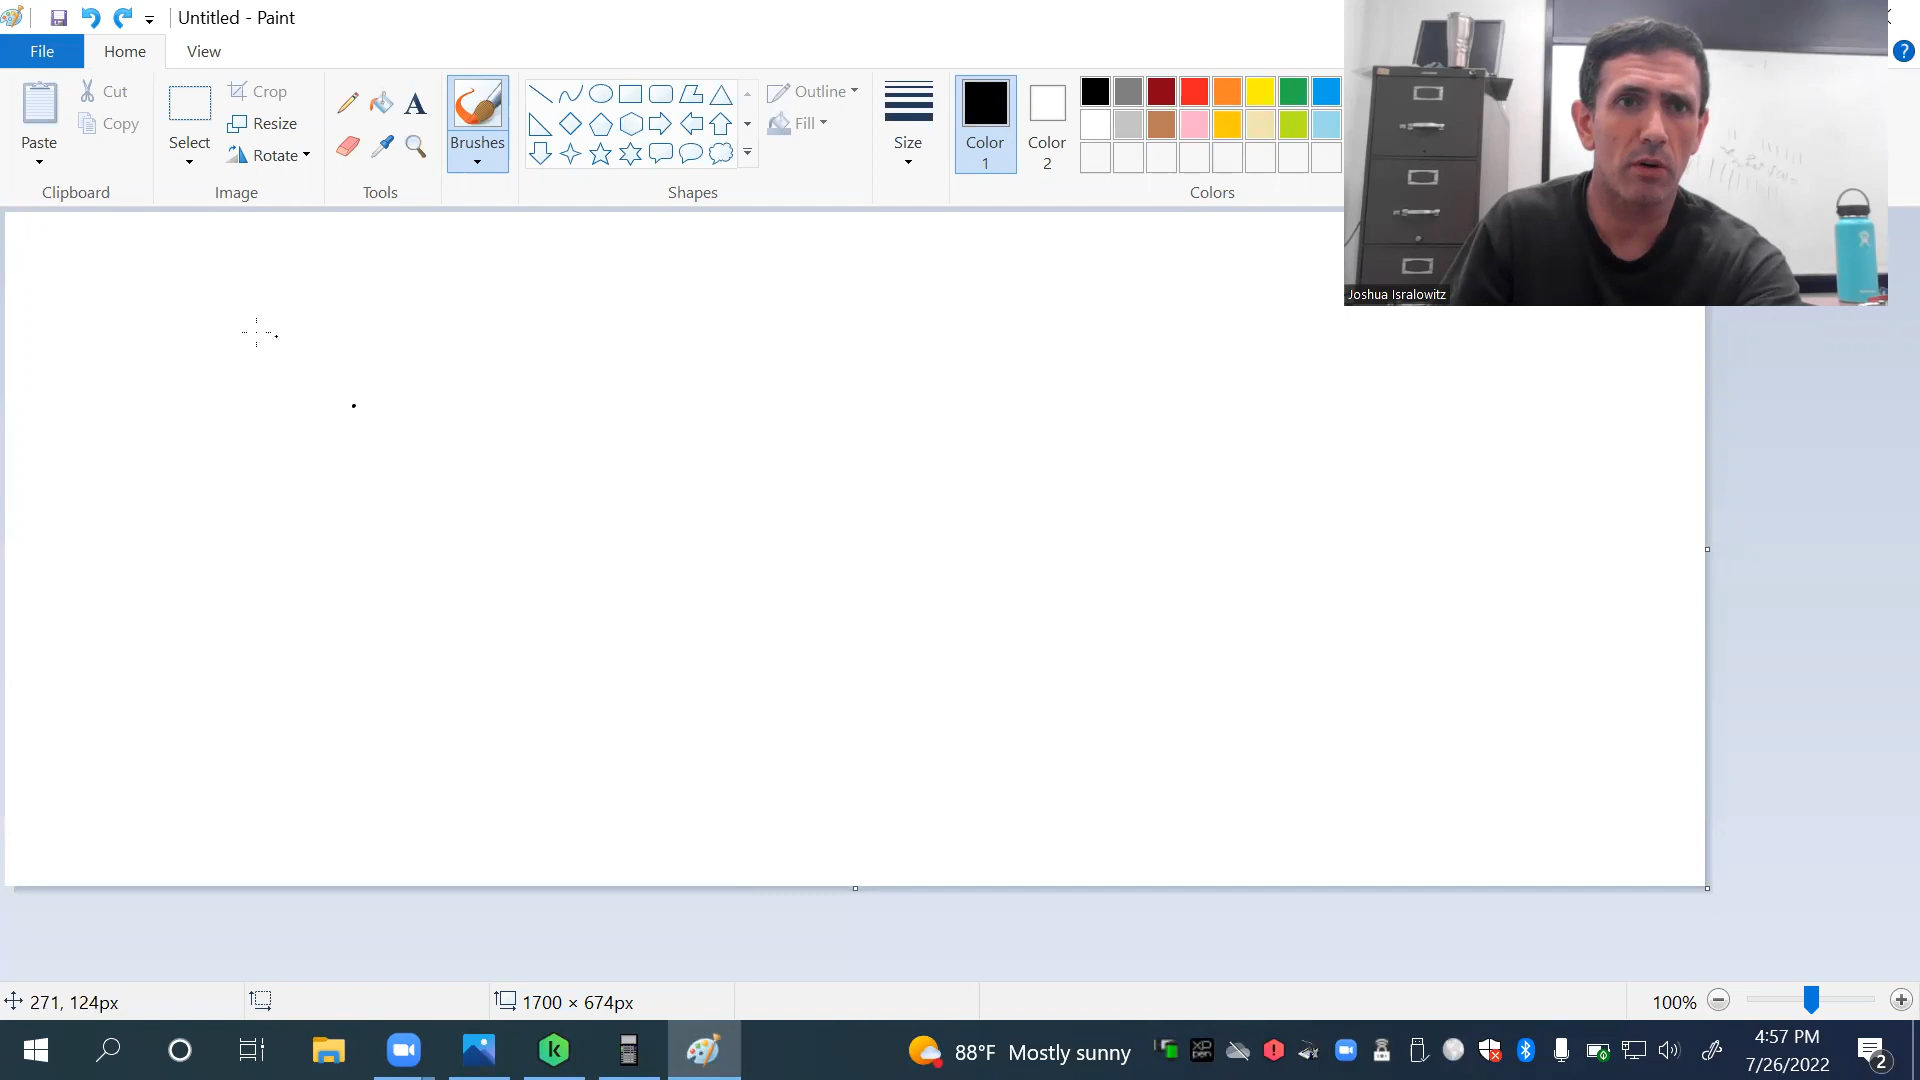 Untitled - Paint
File Home View
Paste
Cut
Copy
Clipboard
Select
Crop
Resize
Rotate
Image
A
Tools
Brushes
Shapes
Outline
Fill
Size
Color
1
Color
2
Colors
?
Joshua Isralowitz
271, 124px
1700 × 674px
100%
88°F Mostly sunny
4:57 PM
7/26/2022
2